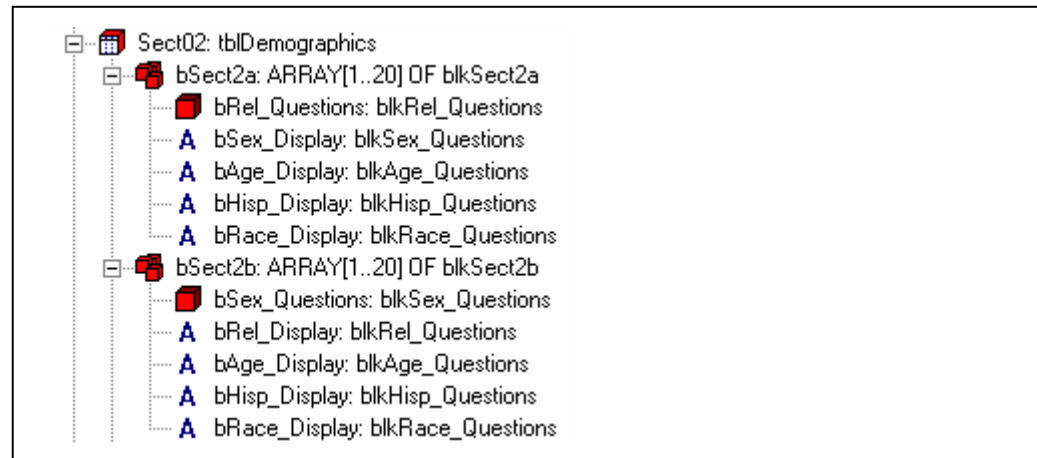 Sect02: tblDemographics
bSect2a: ARRAY[1..20] OF blkSect2a
bRel_Questions: blkRel_Questions
A bSex_Display: blkSex_Questions
A bAge_Display: blkAge_Questions
A bHisp_Display: blkHisp_Questions
A bRace_Display: blkRace_Questions
bSect2b: ARRAY[1..20] OF blkSect2b
bSex_Questions: blkSex_Questions
A bRel_Display: blkRel_Questions
A bAge_Display: blkAge_Questions
A bHisp_Display: blkHisp_Questions
A bRace_Display: blkRace_Questions